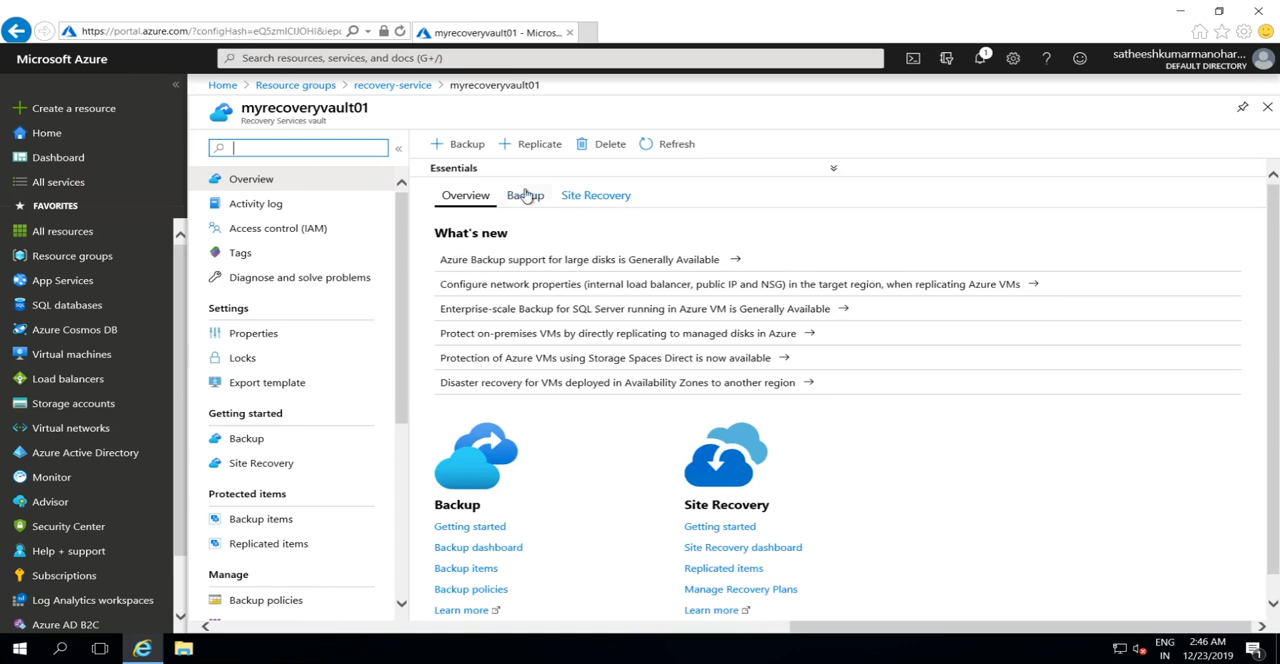 https://portal.azure.com/?configHash=eQ5zmICIJOHI&iepc
myrecoveryvault01 - Micros...
Microsoft Azure
Search resources, services, and docs (G+/)
1
satheeshkumarmanohar...
DEFAULT DIRECTORY
Home > Resource groups > recovery-service > myrecoveryvault01
myrecoveryvault01
Recovery Services vault
Create a resource
Home
Dashboard
All services
FAVORITES
All resources
Resource groups
App Services
SQL databases
Azure Cosmos DB
Virtual machines
Load balancers
Storage accounts
Virtual networks
Azure Active Directory
Monitor
Advisor
Security Center
Help + support
Subscriptions
Log Analytics workspaces
Azure AD B2C
Overview
Activity log
Access control (IAM)
Tags
Diagnose and solve problems
Settings
Properties
Locks
Export template
Getting started
Backup
Site Recovery
Protected items
Backup items
Replicated items
Manage
Backup policies
Backup Replicate Delete Refresh
Essentials
Overview Backup Site Recovery
What's new
Azure Backup support for large disks is Generally Available
Configure network properties (internal load balancer, public IP and NSG) in the target region, when replicating Azure VMs
Enterprise-scale Backup for SQL Server running in Azure VM is Generally Available
Protect on-premises VMs by directly replicating to managed disks in Azure
Protection of Azure VMs using Storage Spaces Direct is now available
Disaster recovery for VMs deployed in Availability Zones to another region
Backup
Getting started
Backup dashboard
Backup items
Backup policies
Learn more
Site Recovery
Getting started
Site Recovery dashboard
Replicated items
Manage Recovery Plans
Learn more
ENG
IN
2:46 AM
12/23/2019
1